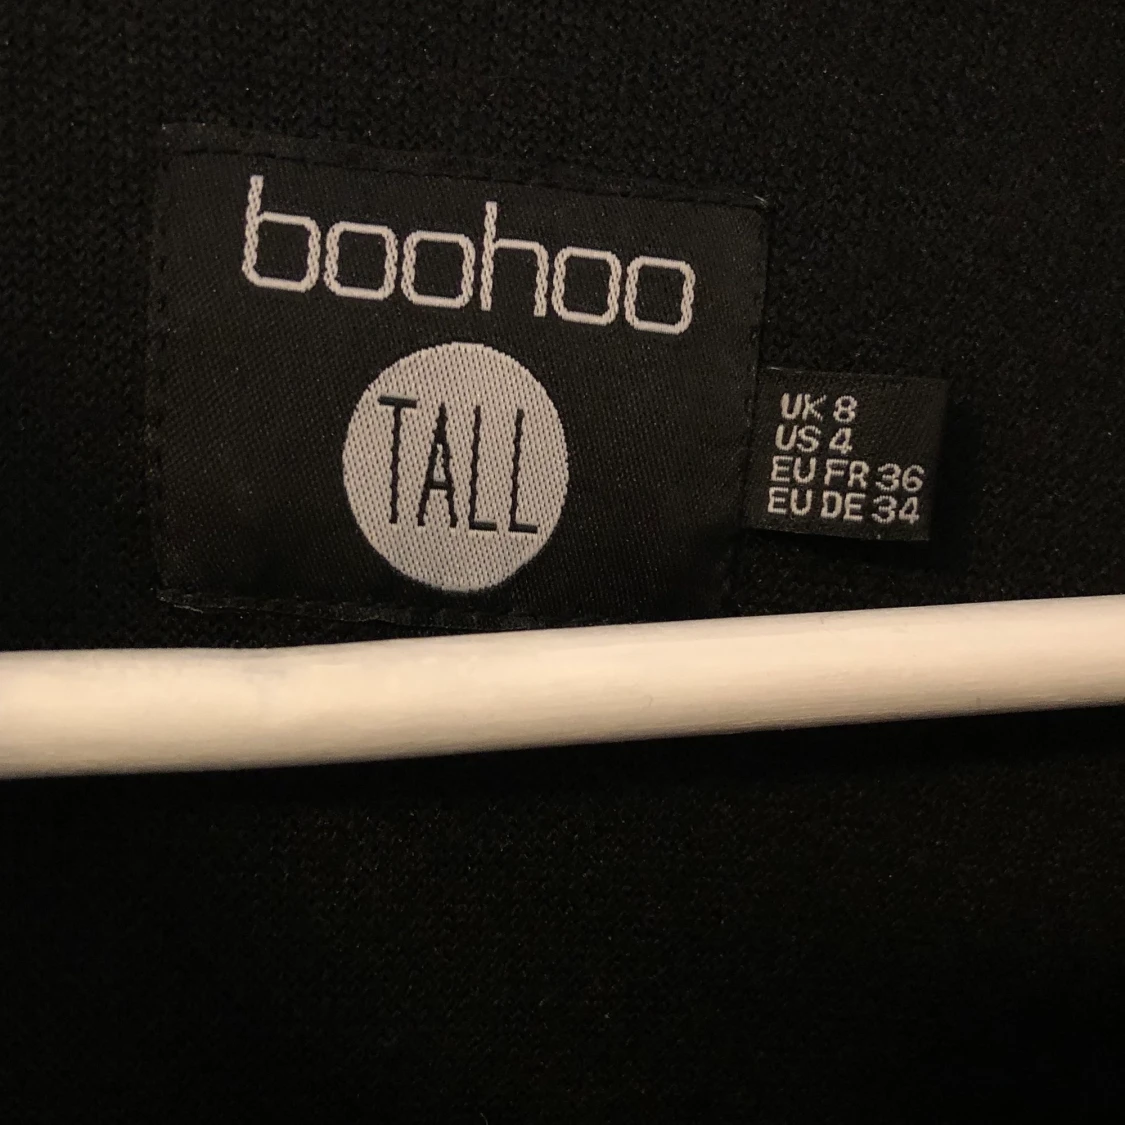 boohoo
TALL
UK 8
US 4
EU FR 36
EU DE 34